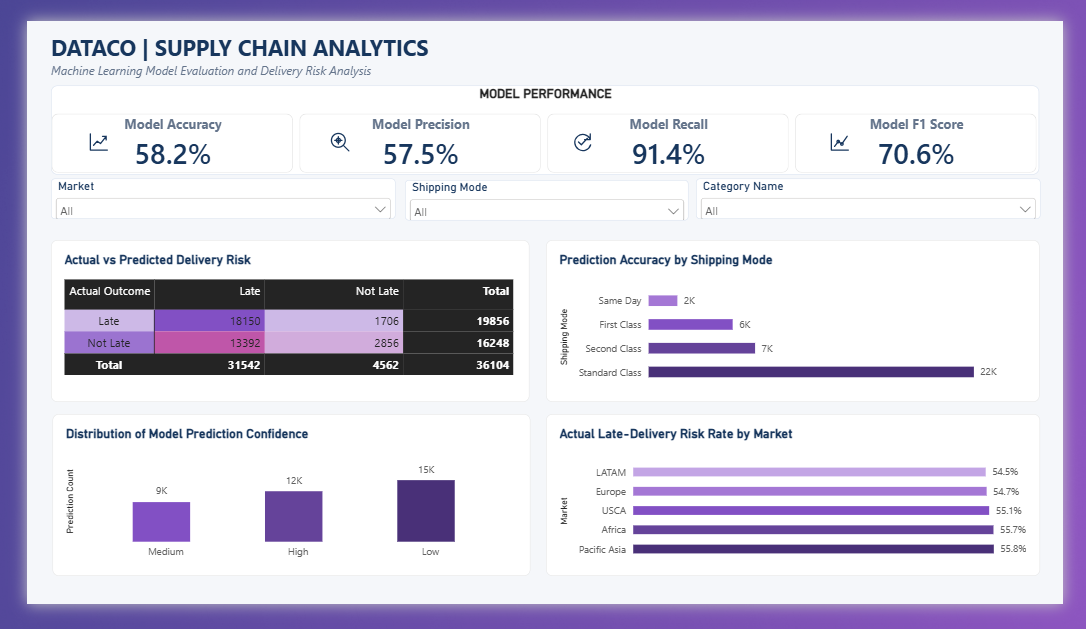 DATACO | SUPPLY CHAIN ANALYTICS
Machine Learning Model Evaluation and Delivery Risk Analysis
MODEL PERFORMANCE
Model Accuracy
58.2%
Model Precision
57.5%
Model Recall
91.4%
Model F1 Score
70.6%
Market
All
Shipping Mode
All
Category Name
All
Actual vs Predicted Delivery Risk
Actual Outcome Late Not Late Total
Late 18150 1706 19856
Not Late 13392 2856 16248
Total 31542 4562 36104
Prediction Accuracy by Shipping Mode
Shipping Mode
Same Day 2K
First Class 6K
Second Class 7K
Standard Class 22K
Distribution of Model Prediction Confidence
Prediction Count
9K 12K 15K
Medium High Low
Actual Late-Delivery Risk Rate by Market
Market
LATAM 54.5%
Europe 54.7%
USCA 55.1%
Africa 55.7%
Pacific Asia 55.8%